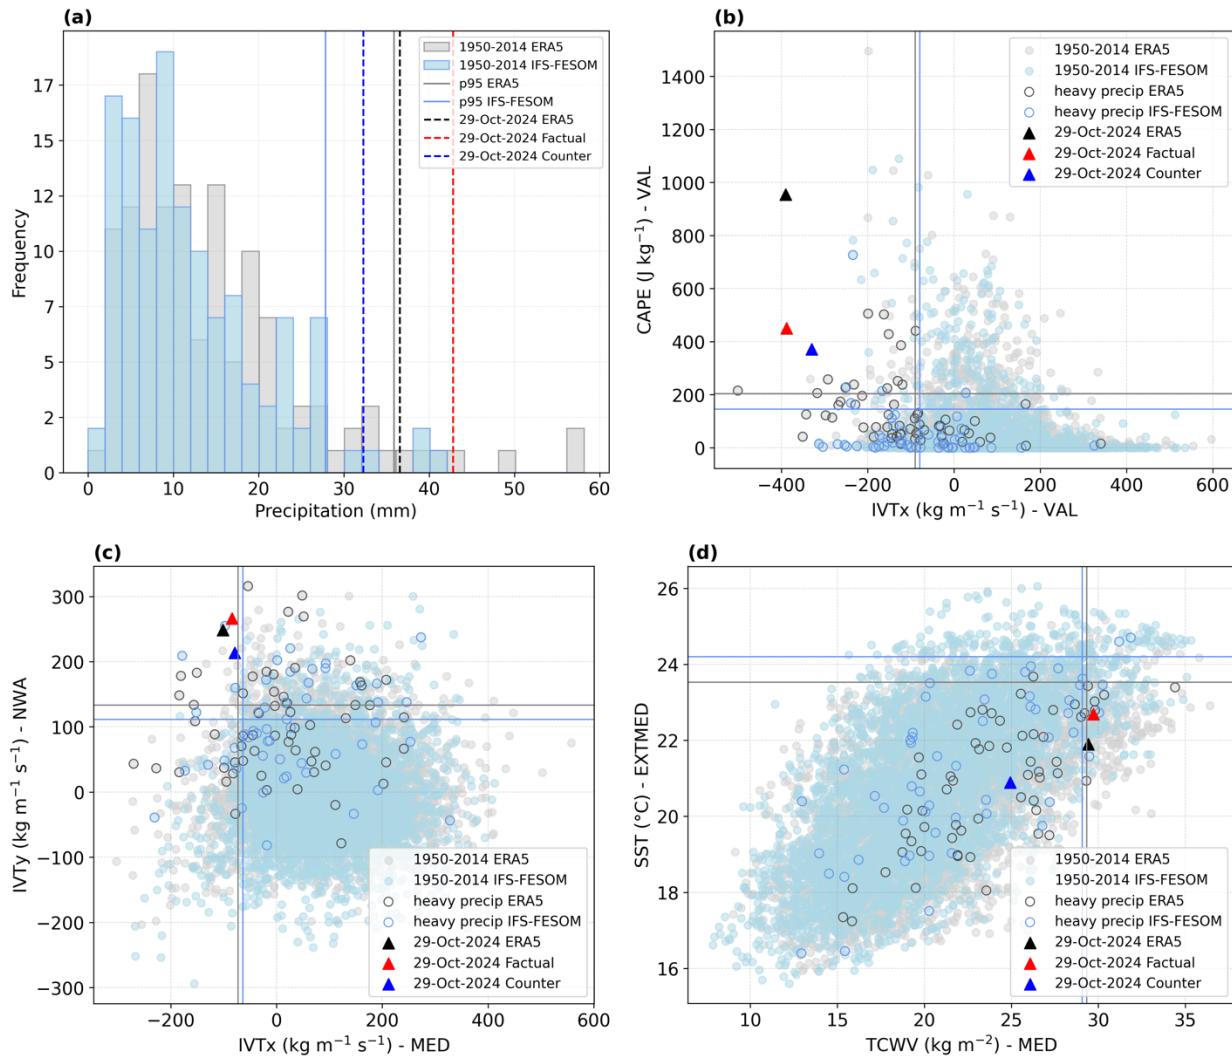 (a)
17
15
12
10
7
5
2
0
Frequency
0
10
20
30
40
50
60
Precipitation (mm)
1950-2014 ERA5
1950-2014 IFS-FESOM
p95 ERA5
p95 IFS-FESOM
29-Oct-2024 ERA5
29-Oct-2024 Factual
29-Oct-2024 Counter
(b)
1400
1200
1000
800
600
400
200
0
CAPE (J kg⁻¹) - VAL
−400
−200
0
200
400
600
IVTx (kg m⁻¹ s⁻¹) - VAL
1950-2014 ERA5
1950-2014 IFS-FESOM
heavy precip ERA5
heavy precip IFS-FESOM
29-Oct-2024 ERA5
29-Oct-2024 Factual
29-Oct-2024 Counter
(c)
300
200
100
0
−100
−200
−300
IVTy (kg m⁻¹ s⁻¹) - NWA
−200
0
200
400
600
IVTx (kg m⁻¹ s⁻¹) - MED
1950-2014 ERA5
1950-2014 IFS-FESOM
heavy precip ERA5
heavy precip IFS-FESOM
29-Oct-2024 ERA5
29-Oct-2024 Factual
29-Oct-2024 Counter
(d)
26
24
22
20
18
16
SST (°C) - EXTMED
10
15
20
25
30
35
TCWV (kg m⁻²) - MED
1950-2014 ERA5
1950-2014 IFS-FESOM
heavy precip ERA5
heavy precip IFS-FESOM
29-Oct-2024 ERA5
29-Oct-2024 Factual
29-Oct-2024 Counter